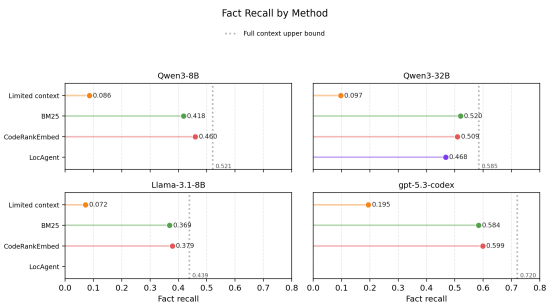 Fact Recall by Method
Full context upper bound
Qwen3-8B
Limited context
0.086
BM25
0.418
CodeRankEmbed
0.460
LocAgent
0.521
Qwen3-32B
0.097
0.520
0.509
0.468
0.585
Llama-3.1-8B
Limited context
0.072
BM25
0.369
CodeRankEmbed
0.379
LocAgent
0.439
0.0 0.1 0.2 0.3 0.4 0.5 0.6 0.7 0.8
Fact recall
gpt-5.3-codex
0.195
0.584
0.599
0.720
0.0 0.1 0.2 0.3 0.4 0.5 0.6 0.7 0.8
Fact recall